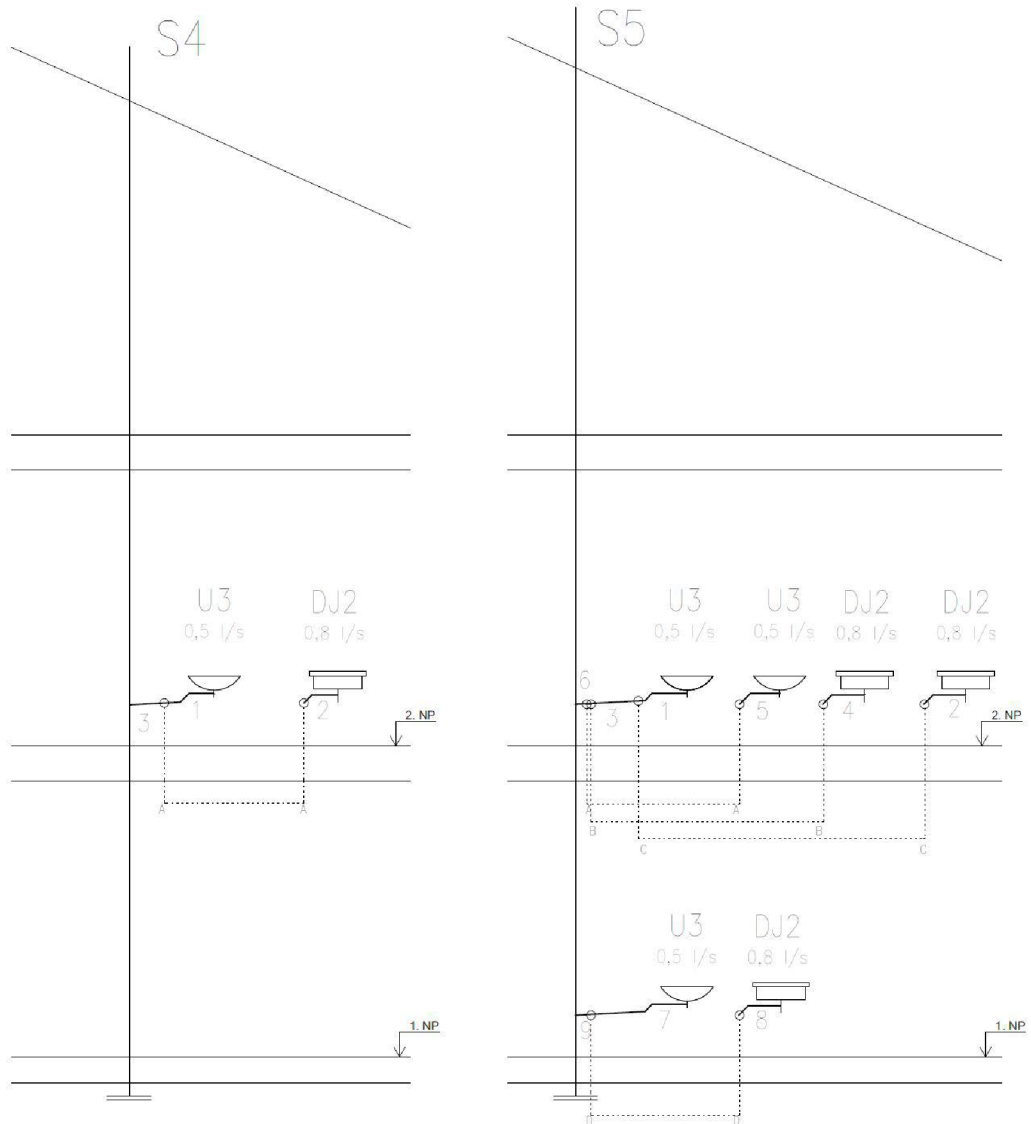 S4
U3 DJ2
0,5 l/s 0,8 l/s
3 1 2
2. NP
A A
1. NP
S5
U3 U3 DJ2 DJ2
0,5 l/s 0,5 l/s 0,8 l/s 0,8 l/s
6
3 1 5 4 2
2. NP
A A
B B
C C
U3 DJ2
0,5 l/s 0,8 l/s
9 7 8
1. NP
D D